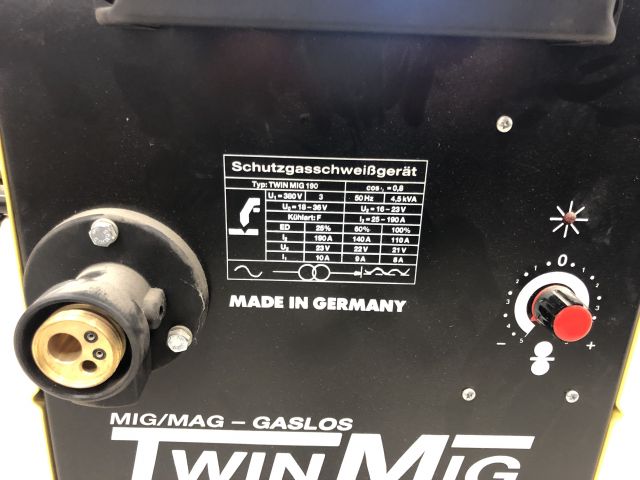 Schutzgasschweißgerät
Typ: TWIN MIG 190 cos = 0,8
U₁ = 380 V 3 50 Hz 4,5 kVA
U₀ = 18 – 36 V U₂ = 16 – 23 V
Kühlart: F I₂ = 25 – 190 A
ED 25% 60% 100%
I₂ 190 A 140 A 110 A
U₂ 23 V 22 V 21 V
I₁ 10 A 9 A 8 A
MADE IN GERMANY
0
– +
MIG/MAG – GASLOS
TWIN MIG